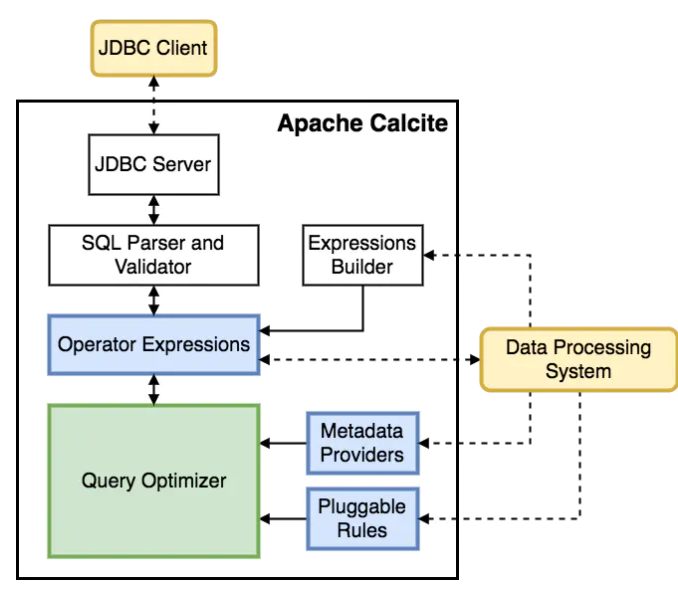 JDBC Client
Apache Calcite
JDBC Server
SQL Parser and
Validator
Expressions
Builder
Operator Expressions
Data Processing
System
Metadata
Providers
Query Optimizer
Pluggable
Rules